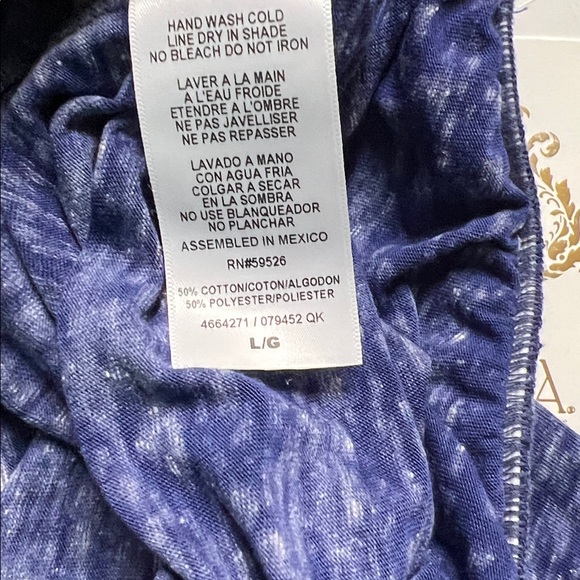 HAND WASH COLD
LINE DRY IN SHADE
NO BLEACH DO NOT IRON
LAVER A LA MAIN
A L'EAU FROIDE
ETENDRE A L'OMBRE
NE PAS JAVELLISER
NE PAS REPASSER
LAVADO A MANO
CON AGUA FRIA
COLGAR A SECAR
EN LA SOMBRA
NO USE BLANQUEADOR
NO PLANCHAR
ASSEMBLED IN MEXICO
RN#59526
50% COTTON/COTON/ALGODON
50% POLYESTER/POLIESTER
4664271 / 079452 QK
L/G
A.